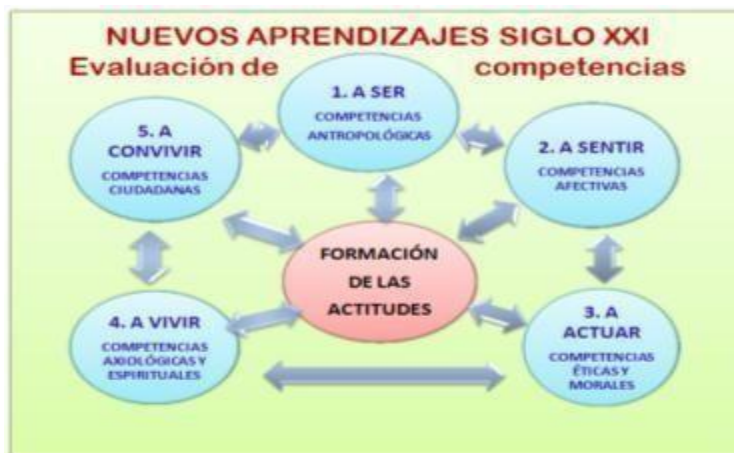 NUEVOS APRENDIZAJES SIGLO XXI
Evaluación de competencias
1. A SER
COMPETENCIAS
ANTROPOLÓGICAS
2. A SENTIR
COMPETENCIAS
AFECTIVAS
3. A
ACTUAR
COMPETENCIAS
ÉTICAS Y
MORALES
4. A VIVIR
COMPETENCIAS
AXIOLÓGICAS Y
ESPIRITUALES
5. A
CONVIVIR
COMPETENCIAS
CIUDADANAS
FORMACIÓN
DE LAS
ACTITUDES